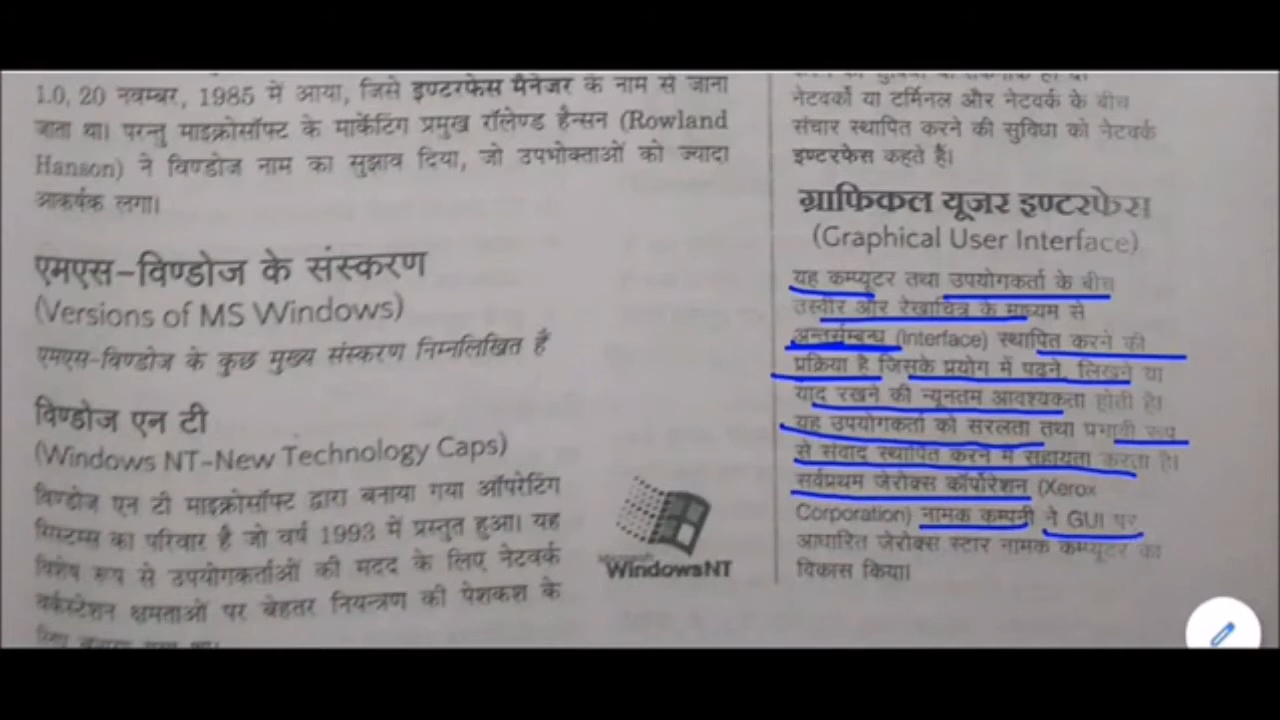 1.0, 20 नवम्बर, 1985 में आया, जिसे इण्टरफेस मैनेजर के नाम से जाना
जाता था। परन्तु माइक्रोसॉफ्ट के मार्केटिंग प्रमुख रॉलेण्ड हैन्सन (Rowland
Hanson) ने विण्डोज नाम का सुझाव दिया, जो उपभोक्ताओं को ज्यादा
आकर्षक लगा।
एमएस-विण्डोज के संस्करण
(Versions of MS Windows)
एमएस-विण्डोज के कुछ मुख्य संस्करण निम्नलिखित है
विण्डोज एन टी
(Windows NT-New Technology Caps)
विण्डोज एन टी माइक्रोसॉफ्ट द्वारा बनाया गया ऑपरेटिंग
सिस्टम्स का परिवार है जो वर्ष 1993 में प्रस्तुत हुआ। यह
विशेष रूप से उपयोगकर्ताओं की मदद के लिए नेटवर्क
वर्कस्टेशन क्षमताओं पर बेहतर नियन्त्रण की पेशकश के
Microsoft
WindowsNT
नेटवर्कों या टर्मिनल और नेटवर्क के बीच
संचार स्थापित करने की सुविधा को नेटवर्क
इण्टरफेस कहते हैं।
ग्राफिकल यूजर इण्टरफेस
(Graphical User Interface)
यह कम्प्यूटर तथा उपयोगकर्ता के बीच
तस्वीर और रेखाचित्र के माध्यम से
अन्तर्सम्बन्ध (Interface) स्थापित करने की
प्रक्रिया है जिसके प्रयोग में पढ़ने, लिखने या
याद रखने की न्यूनतम आवश्यकता होती है।
यह उपयोगकर्ता को सरलता तथा प्रभावी रूप
से संवाद स्थापित करने में सहायता करता है।
सर्वप्रथम जेरोक्स कॉर्पोरेशन (Xerox
Corporation) नामक कम्पनी ने GUI पर
आधारित जेरोक्स स्टार नामक कम्प्यूटर का
विकास किया।